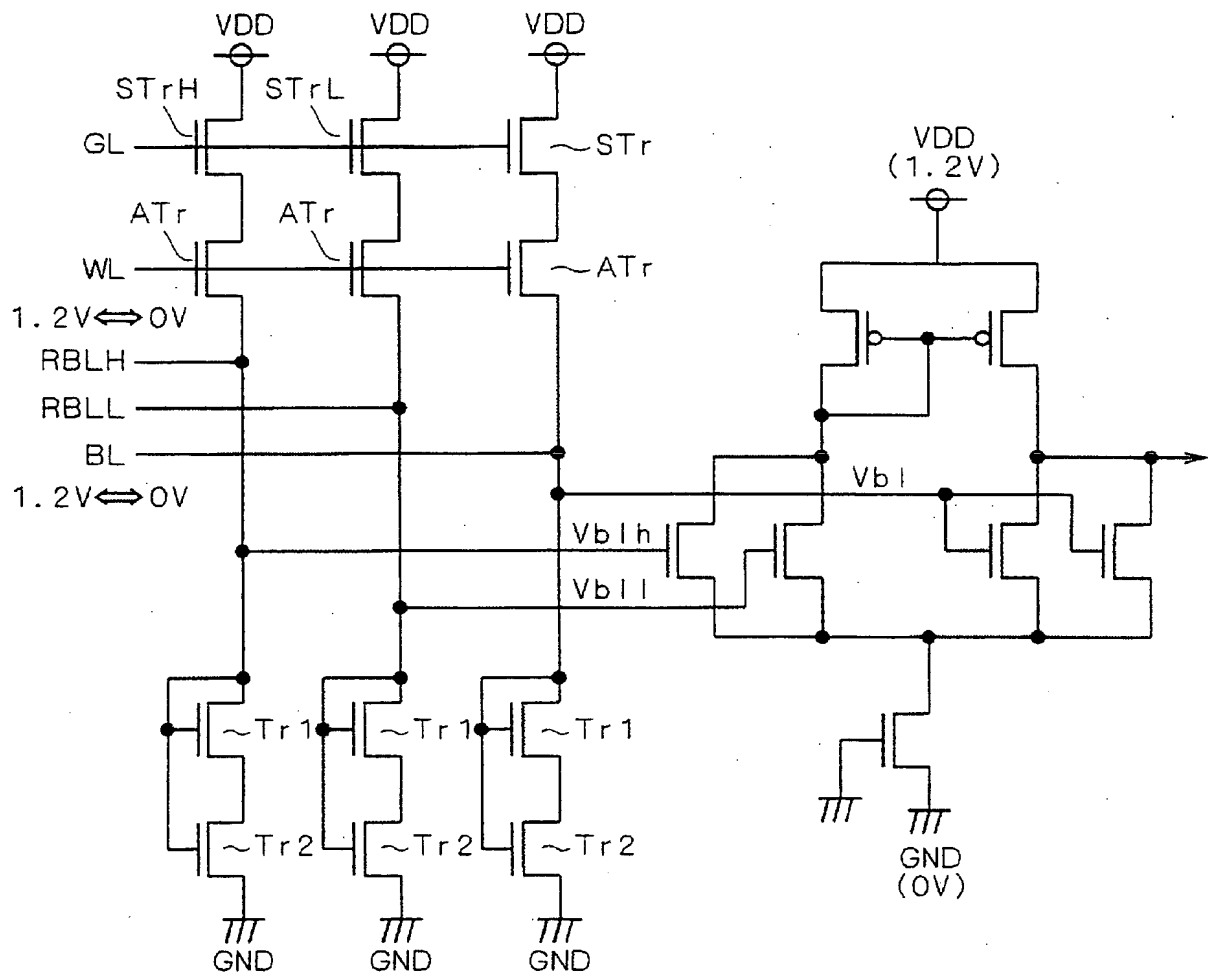 VDD VDD VDD
STrH STrL
GL STr
VDD
(1.2V)
ATr ATr
WL ATr
1.2V⇔0V
RBLH
RBLL
BL
Vbl
1.2V⇔0V
Vblh
Vbll
~Tr1 ~Tr1 ~Tr1
~Tr2 ~Tr2 ~Tr2
GND
(0V)
GND GND GND